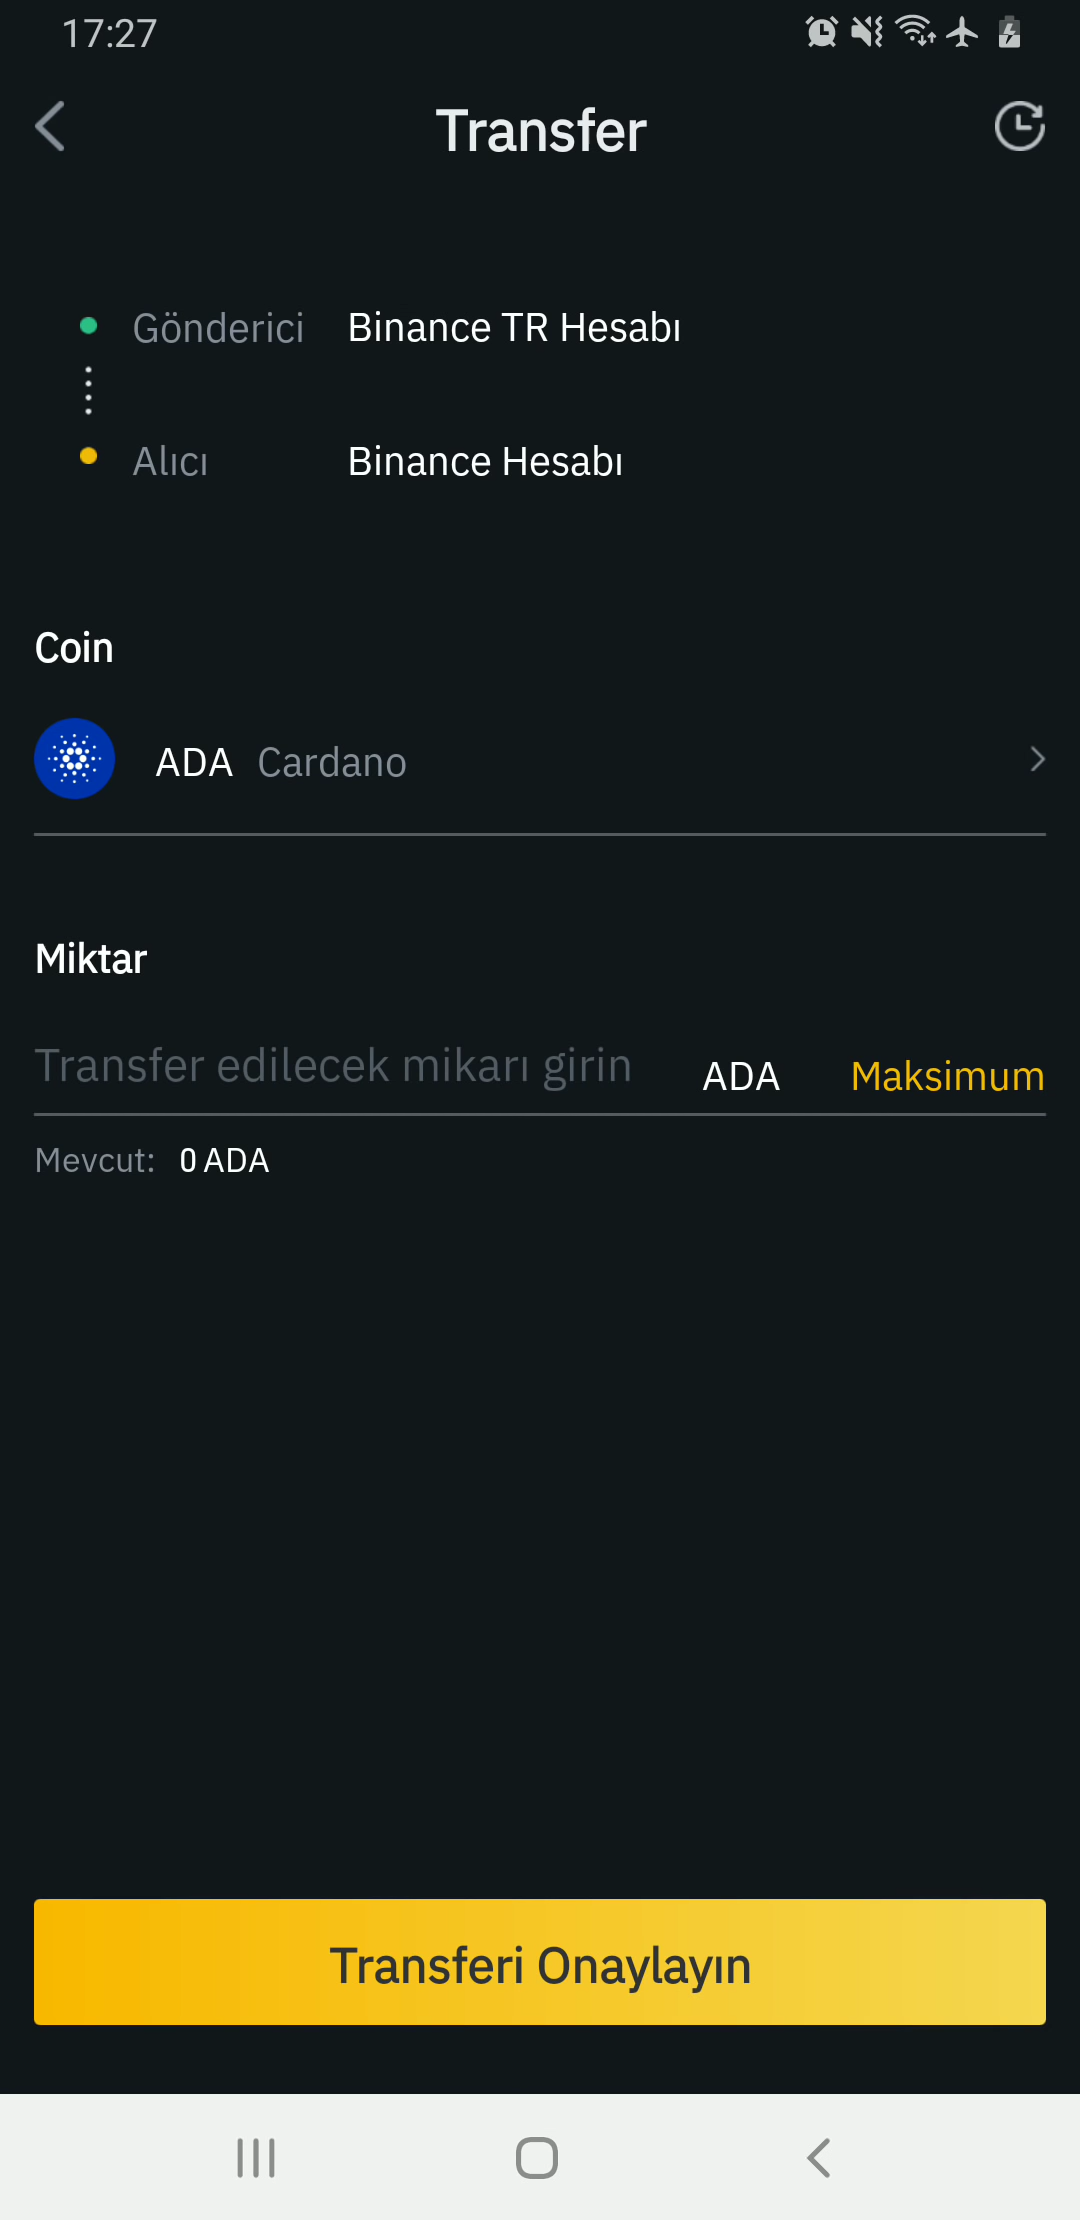 17:27
Transfer
Gönderici Binance TR Hesabı
Alıcı Binance Hesabı
Coin
ADA Cardano
Miktar
Transfer edilecek mikarı girin ADA Maksimum
Mevcut: 0 ADA
Transferi Onaylayın